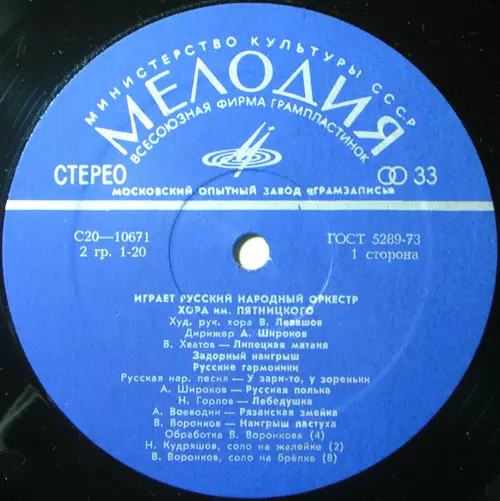 МИНИСТЕРСТВО КУЛЬТУРЫ СССР
МЕЛОДИЯ
ВСЕСОЮЗНАЯ ФИРМА ГРАМПЛАСТИНОК
СТЕРЕО
33
МОСКОВСКИЙ ОПЫТНЫЙ ЗАВОД «ГРАМЗАПИСЬ»
С20—10671
ГОСТ 5289-73
2 гр. 1-20
1 сторона
ИГРАЕТ РУССКИЙ НАРОДНЫЙ ОРКЕСТР
ХОРА ИМ. ПЯТНИЦКОГО
Худ. рук. хора В. Левашов
Дирижер А. Широков
В. Хватов — Липецкая матаня
Задорный наигрыш
Русские гармоники
Русская нар. песня — У зари-то, у зореньки
А. Широков — Русская полька
Н. Горлов — Лебедушка
А. Воеводин — Рязанская змейка
В. Воронков — Наигрыш пастуха
Обработка В. Воронкова (4)
Н. Кудряшов, соло на жалейке (2)
В. Воронков, соло на брёлке (8)